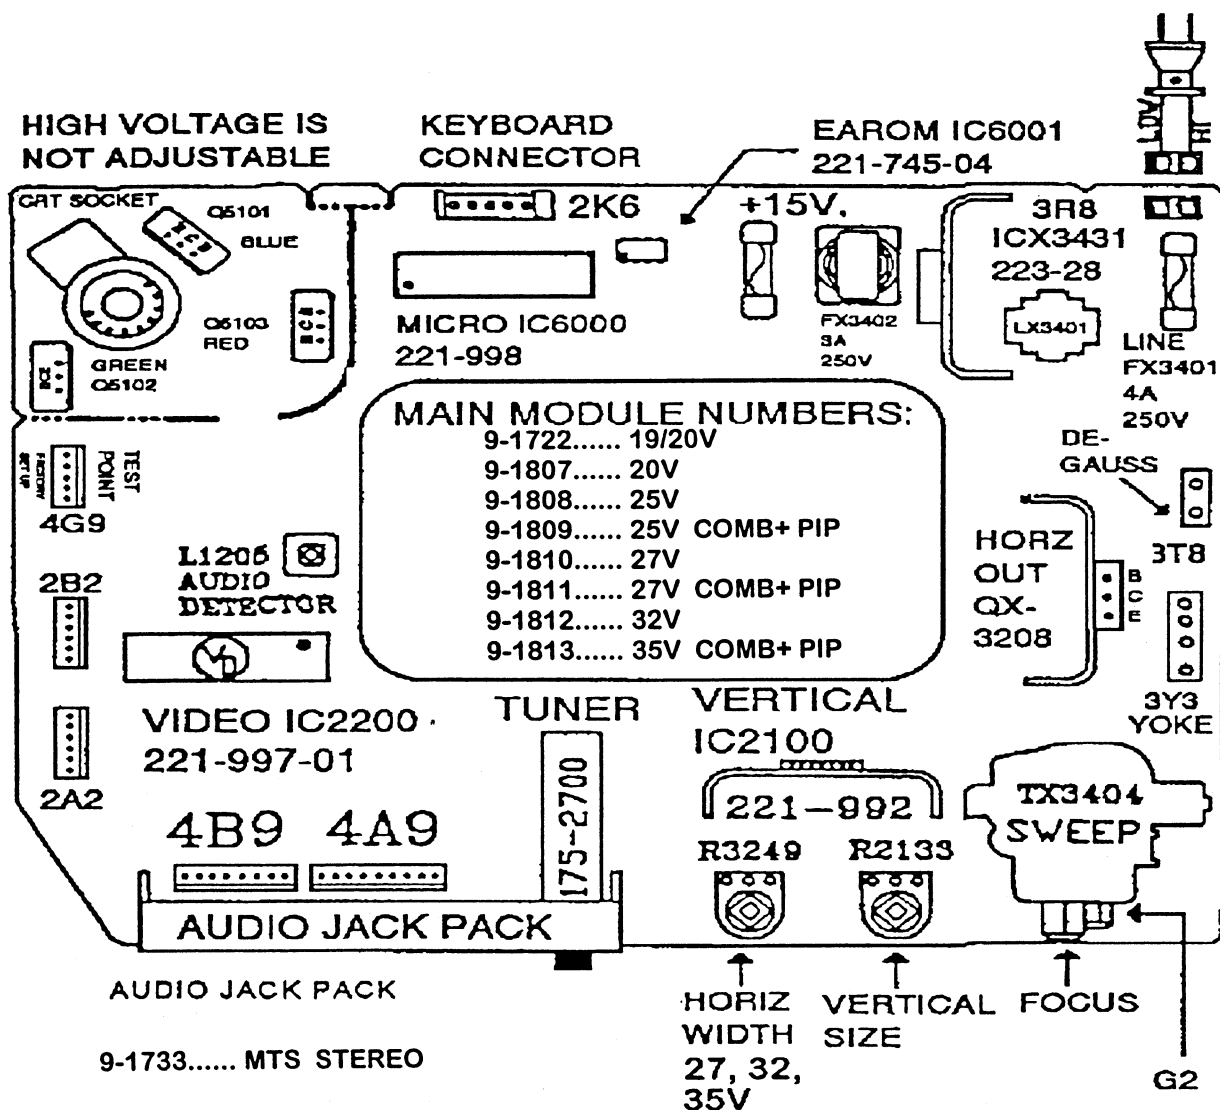 HIGH VOLTAGE IS
NOT ADJUSTABLE
KEYBOARD
CONNECTOR
EAROM IC6001
221-745-04
CRT SOCKET
Q5101
BLUE
2K6
+15V.
3R8
ICX3431
223-28
LX3401
MICRO IC6000
221-998
FX3402
3A
250V
Q5103
RED
GREEN
Q5102
LINE
FX3401
4A
250V
MAIN MODULE NUMBERS:
9-1722...... 19/20V
9-1807...... 20V
9-1808...... 25V
9-1809...... 25V COMB+ PIP
9-1810...... 27V
9-1811...... 27V COMB+ PIP
9-1812...... 32V
9-1813...... 35V COMB+ PIP
DE-
GAUSS
TEST
POINT
FACTORY
SET UP
4G9
L1205
AUDIO
DETECTOR
2B2
HORZ
OUT
QX-
3208
B
C
E
3T8
3Y3
YOKE
VIDEO IC2200
221-997-01
2A2
TUNER
175-2700
VERTICAL
IC2100
221-992
TX3404
SWEEP
4B9 4A9
R3249
R2133
AUDIO JACK PACK
AUDIO JACK PACK
9-1733...... MTS STEREO
HORIZ
WIDTH
27, 32,
35V
VERTICAL
SIZE
FOCUS
G2